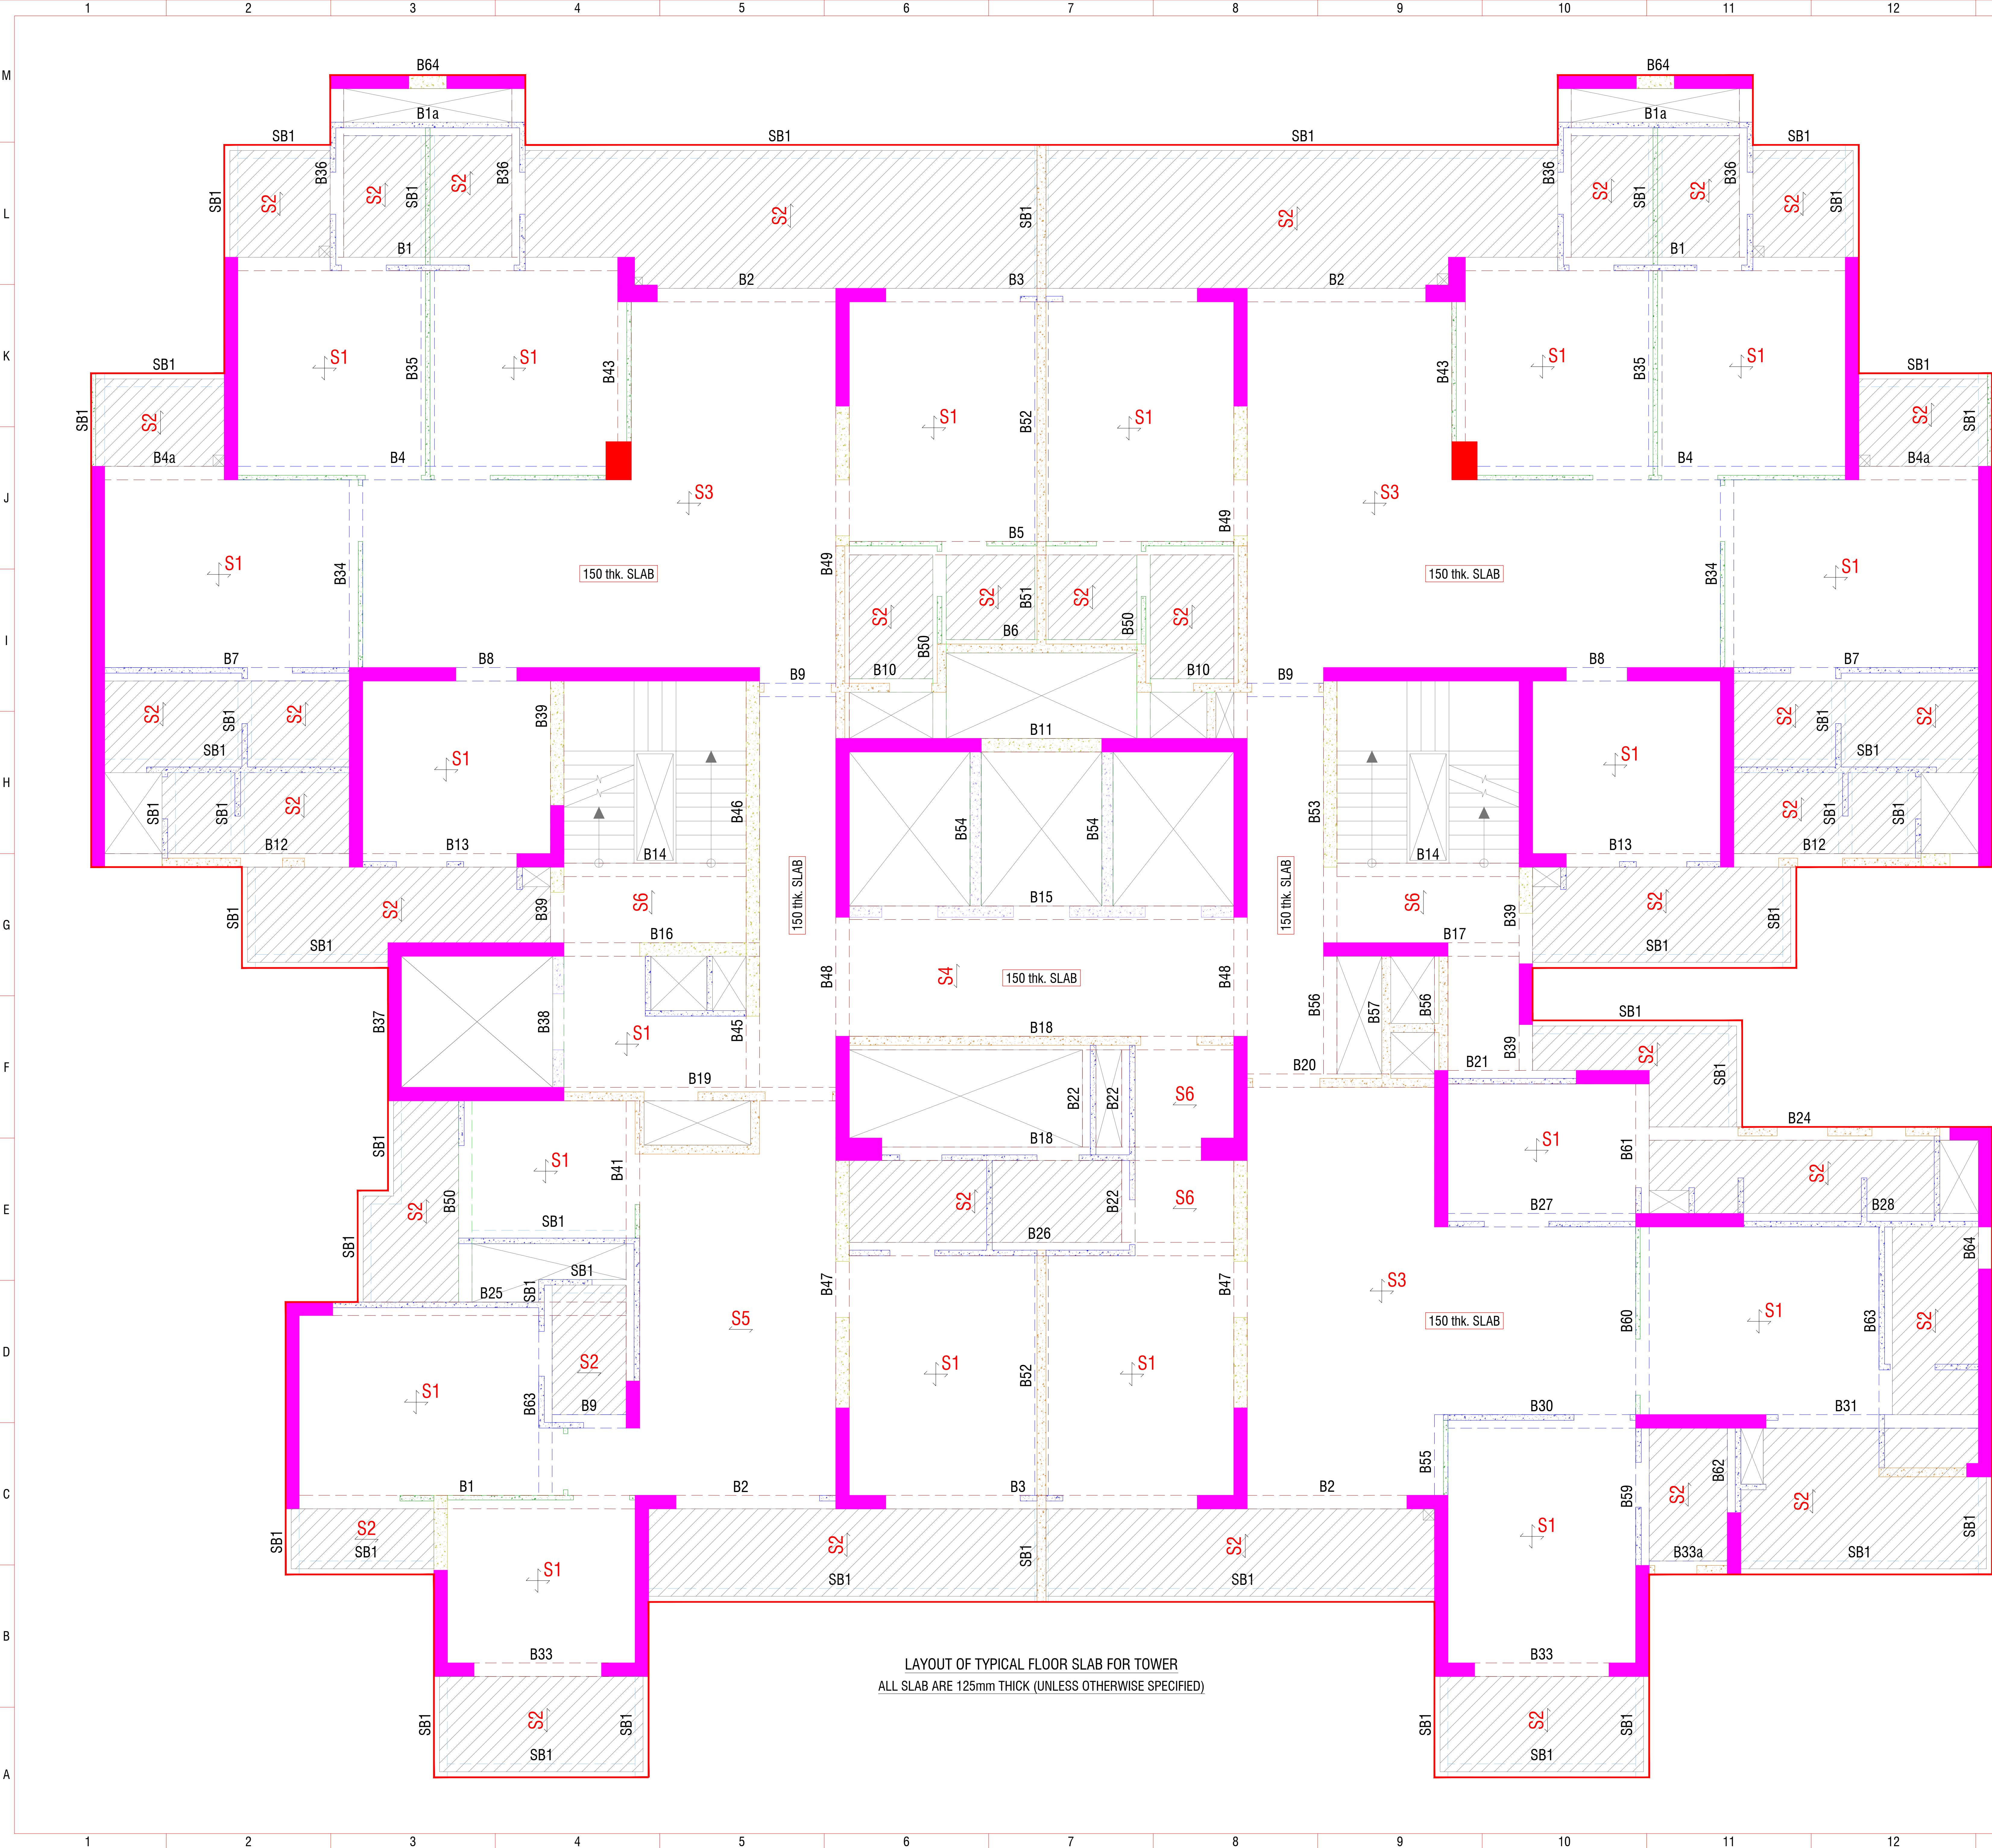 1 2 3 4 5 6 7 8 9 10 11 12
M
B64 B64
B1a B1a
SB1 SB1 SB1 SB1
L
SB1 S2 B36 S2 SB1 S2 B36 S2 SB1 S2 B36 S2 SB1 S2 B36 S2 SB1
B1 B1
B2 B3 B2
K
SB1 S1 B35 S1 B43 B43 S1 B35 S1 SB1
SB1 S2 S1 B52 S1 S2 SB1
B4a B4 B4 B4a
J
S3 S3
B49 B5 B49
S1 B34 150 thk. SLAB 150 thk. SLAB B34 S1
I
S2 B50 S2 B51 S2 B50 S2
B6
B7 B8 B9 B10 B10 B9 B8 B7
S2 SB1 S2 B39 S2 SB1 S2
SB1 B11 SB1
H
S1 S1
SB1 SB1 S2 B46 B54 B54 B53 S2 SB1 SB1
B12 B13 B14 B14 B13 B12
150 thk. SLAB 150 thk. SLAB
SB1 S2 B39 S6 B15 S6 B39 S2 SB1
G
SB1 B16 B17 SB1
B48 S4 150 thk. SLAB B48
B37 B38 S1 B45 B56 B57 B56 SB1
B18 B39 S2 SB1
F
B19 B20 B21
B22 B22 S6
SB1 B24
B18
S1 B41 S1 B61
E
S2 B50 S2 B22 S6 S2
SB1 B26 B27 B28
SB1 SB1 B64
B25 SB1 B47 B47 S3
S5 150 thk. SLAB B60 S1 B63 S2
D
S2 S1 B52 S1
S1 B63 B9 B30 B31
C
B1 B2 B3 B2 B55 B59 S2 B62 S2
SB1 S2 S2 SB1 S2 S1 SB1
SB1 B33a SB1
S1 SB1 SB1
B
B33 LAYOUT OF TYPICAL FLOOR SLAB FOR TOWER B33
ALL SLAB ARE 125mm THICK (UNLESS OTHERWISE SPECIFIED)
SB1 S2 SB1 SB1 S2 SB1
SB1 SB1
A
1 2 3 4 5 6 7 8 9 10 11 12